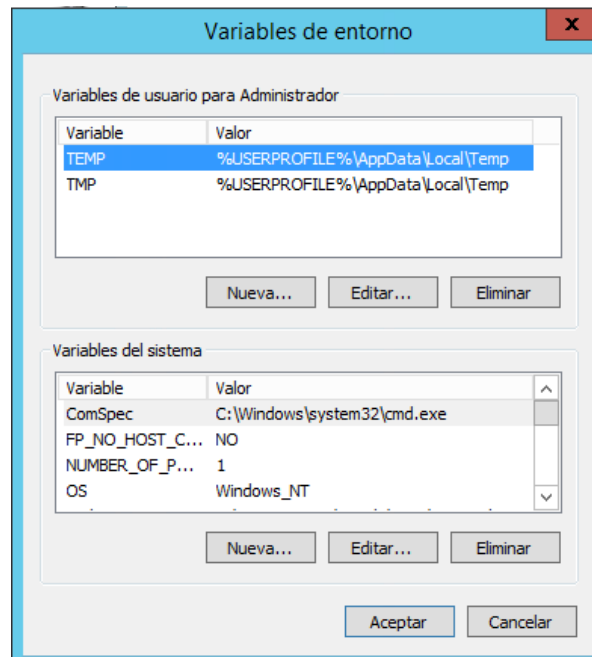 Variables de entorno
x
Variables de usuario para Administrador
Variable Valor
TEMP %USERPROFILE%\AppData\Local\Temp
TMP %USERPROFILE%\AppData\Local\Temp
Nueva... Editar... Eliminar
Variables del sistema
Variable Valor
ComSpec C:\Windows\system32\cmd.exe
FP_NO_HOST_C... NO
NUMBER_OF_P... 1
OS Windows_NT
Nueva... Editar... Eliminar
Aceptar Cancelar